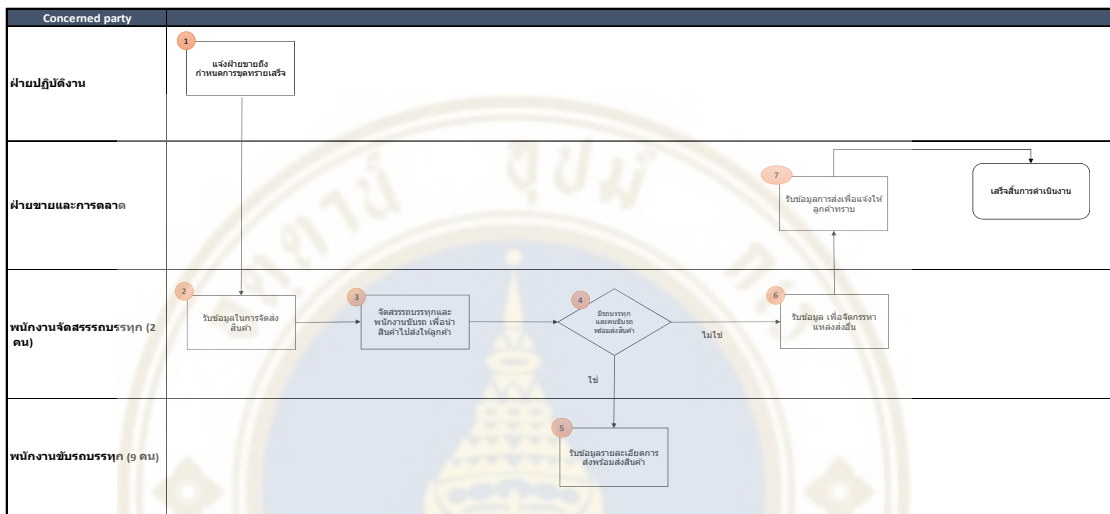 Concerned party
ฝ่ายปฏิบัติงาน
1
แจ้งฝ่ายขายถึง
กำหนดการขุดทรายเสร็จ
ฝ่ายขายและการตลาด
7
รับข้อมูลการส่งเพื่อแจ้งให้
ลูกค้าทราบ
เสร็จสิ้นการดำเนินงาน
พนักงานจัดสรรรถบรรทุก (2
คน)
2
รับข้อมูลในการจัดส่ง
สินค้า
3
จัดสรรรถบรรทุกและ
พนักงานขับรถ เพื่อนำ
สินค้าไปส่งให้ลูกค้า
4
มีรถบรรทุก
และคนขับรถ
พร้อมส่งสินค้า
ไม่ใช่
ใช่
6
รับข้อมูล เพื่อจัดการหา
แหล่งส่งอื่น
พนักงานขับรถบรรทุก (9 คน)
5
รับข้อมูลรายละเอียดการ
ส่งพร้อมส่งสินค้า